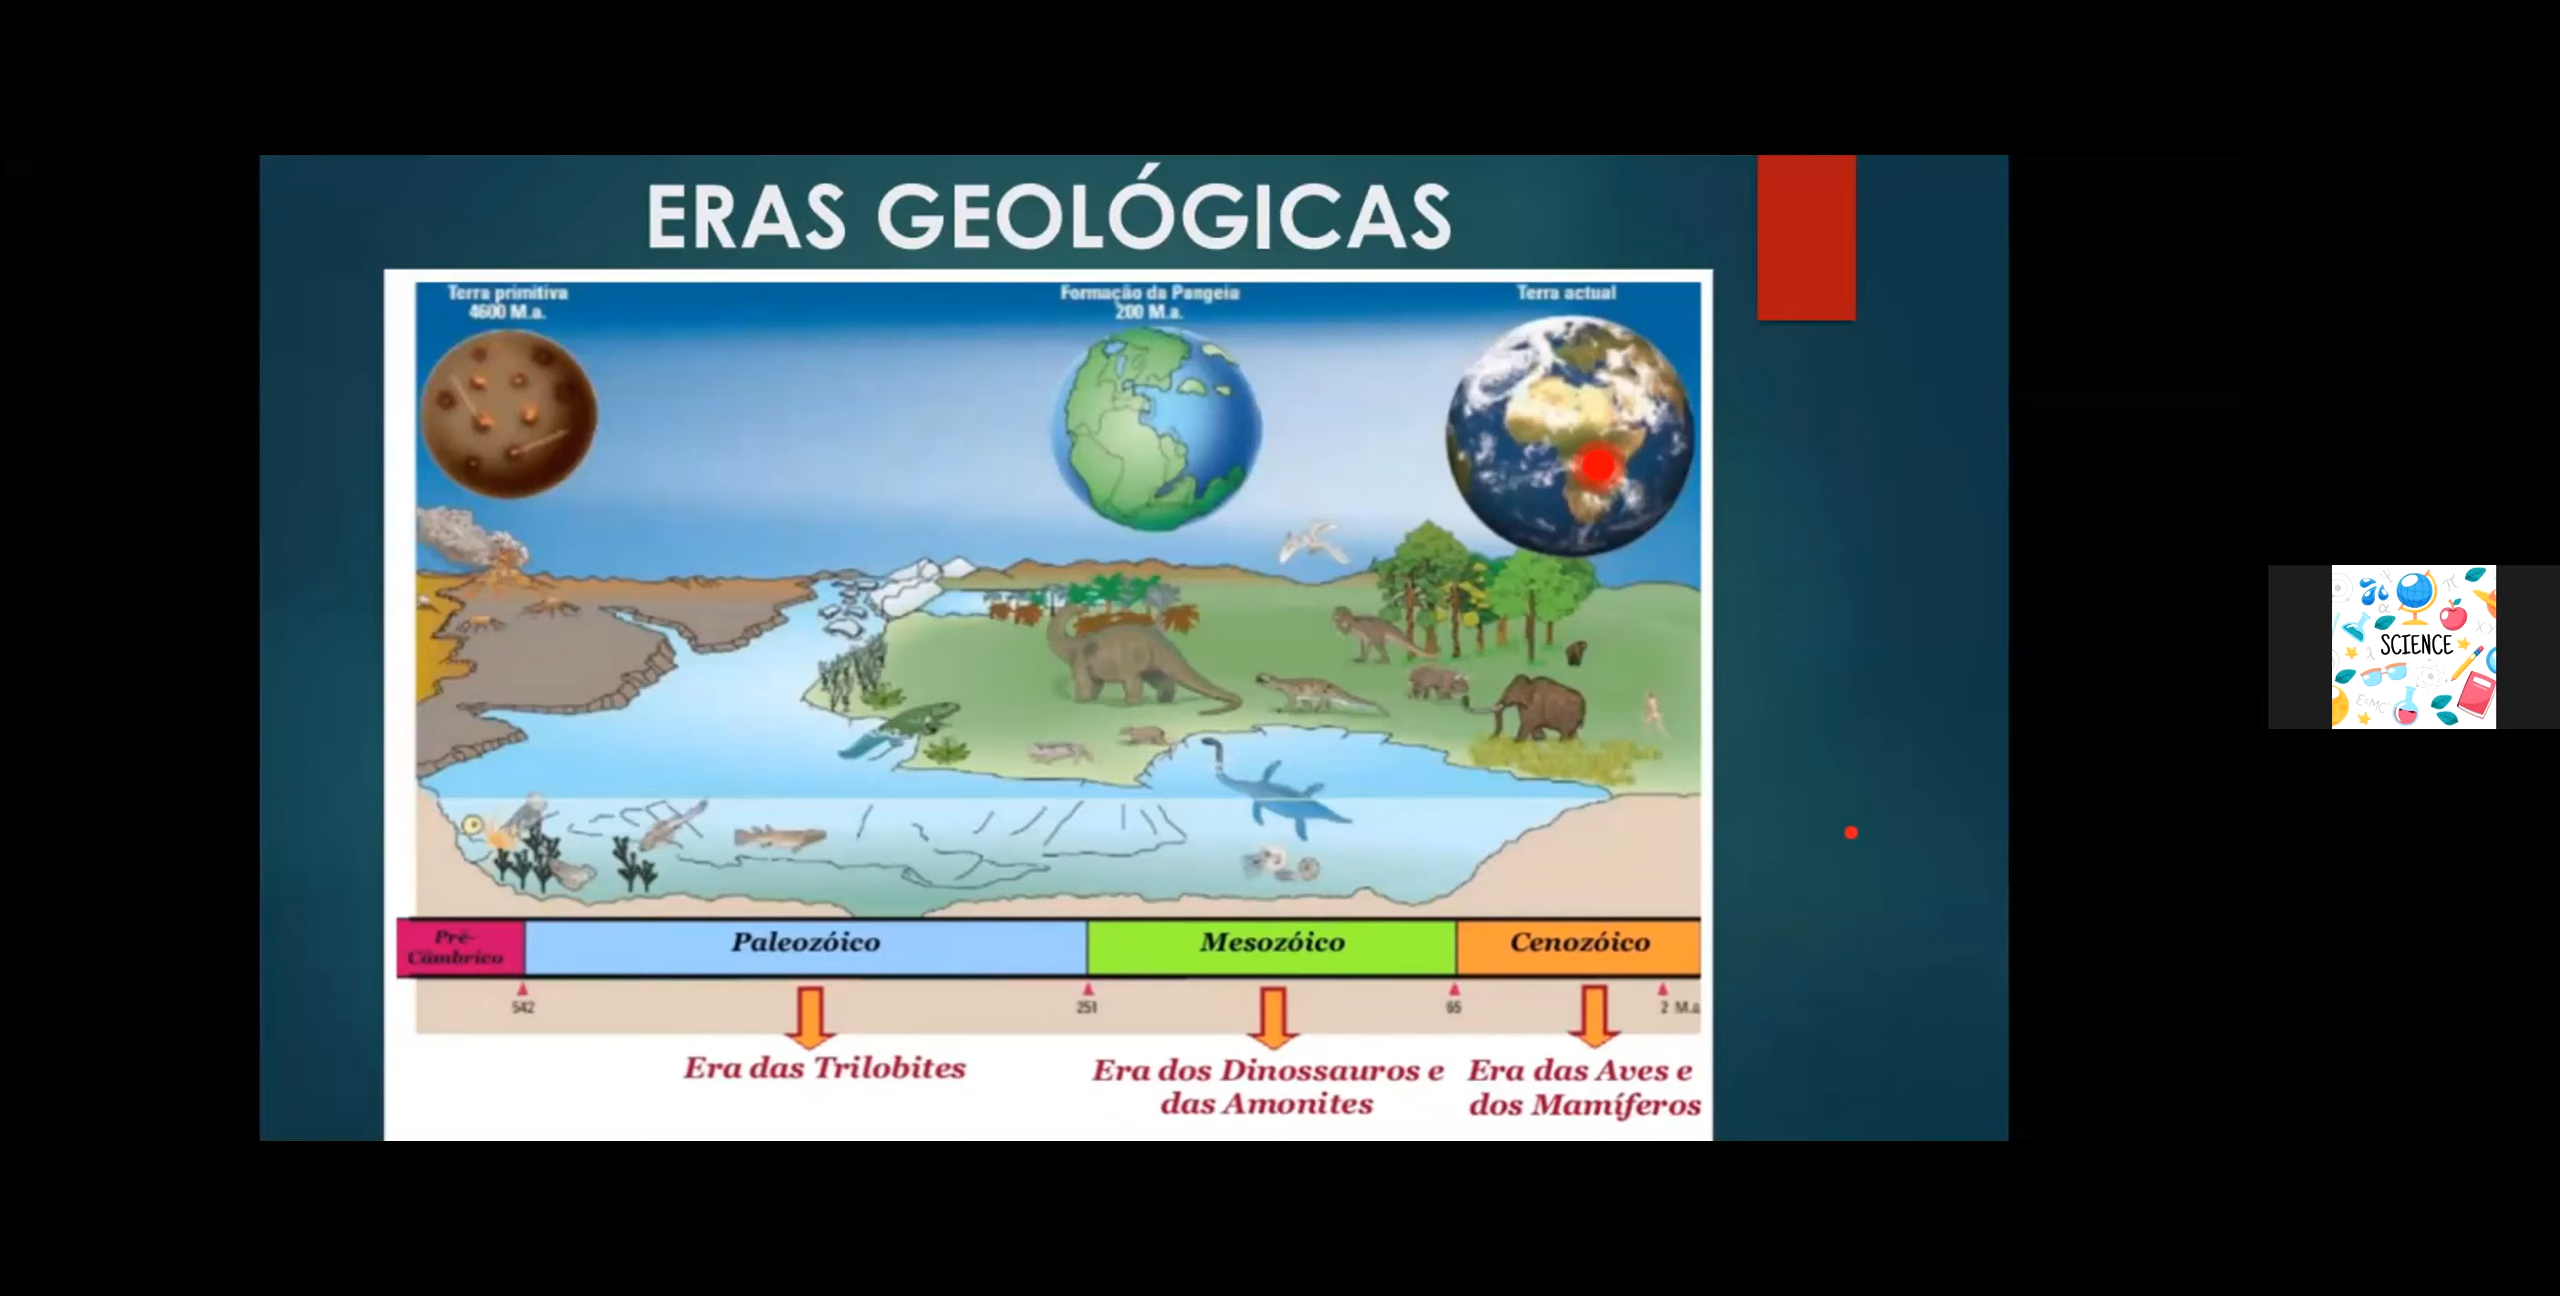 ERAS GEOLÓGICAS
Terra primitiva
4600 M.a.
Formação da Pangeia
200 M.a.
Terra actual
Pré-
Câmbrico
Paleozóico
Mesozóico
Cenozóico
542
251
65
2 M.a
Era das Trilobites
Era dos Dinossauros e
das Amonites
Era das Aves e
dos Mamíferos
SCIENCE
E=MC